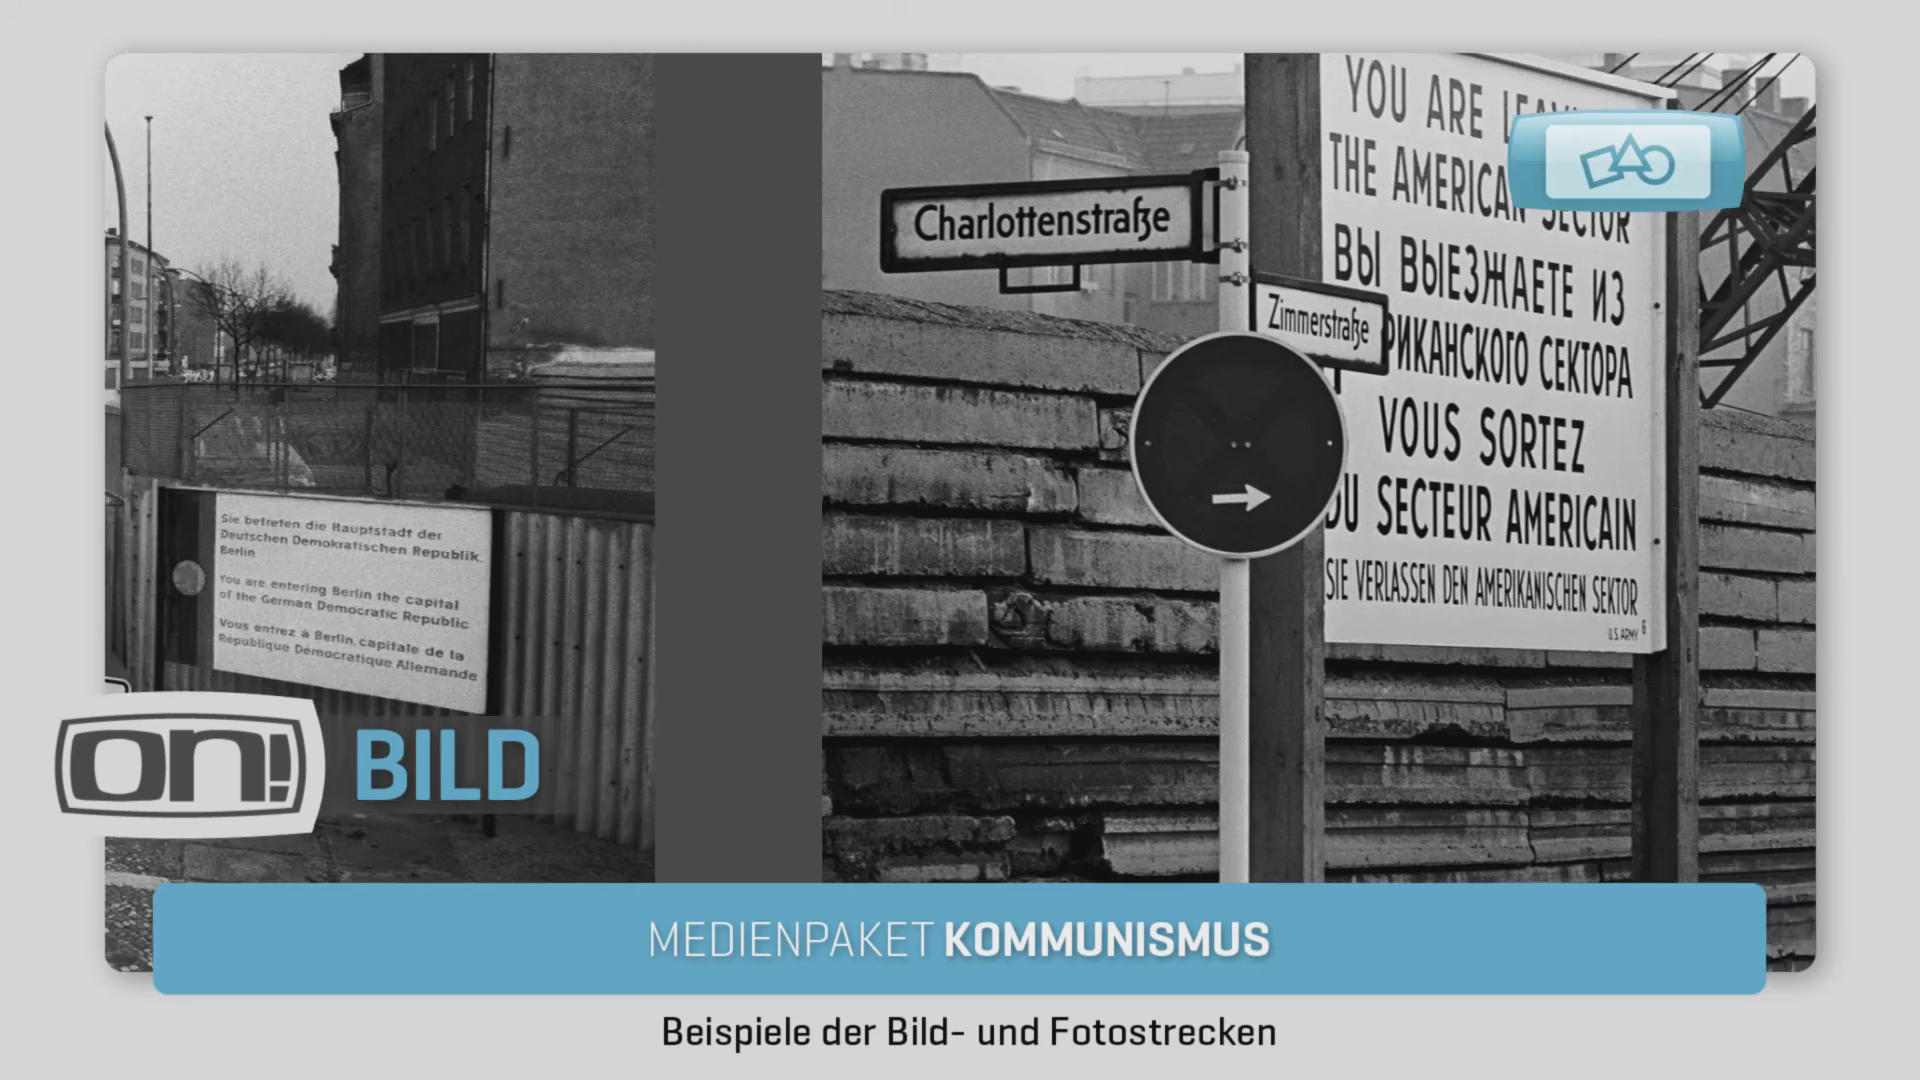 Sie betreten die Hauptstadt der
Deutschen Demokratischen Republik
Berlin
You are entering Berlin the capital
of the German Democratic Republic
Vous entrez à Berlin, capitale de la
République Démocratique Allemande
Charlottenstraße
Zimmerstraße
YOU ARE
THE AMERICAN SECTOR
ВЫ ВЫЕЗЖАЕТЕ ИЗ
РИКАНСКОГО СЕКТОРА
VOUS SORTEZ
DU SECTEUR AMERICAIN
SIE VERLASSEN DEN AMERIKANISCHEN SEKTOR
U.S. ARMY 6
on! BILD
MEDIENPAKET KOMMUNISMUS
Beispiele der Bild- und Fotostrecken